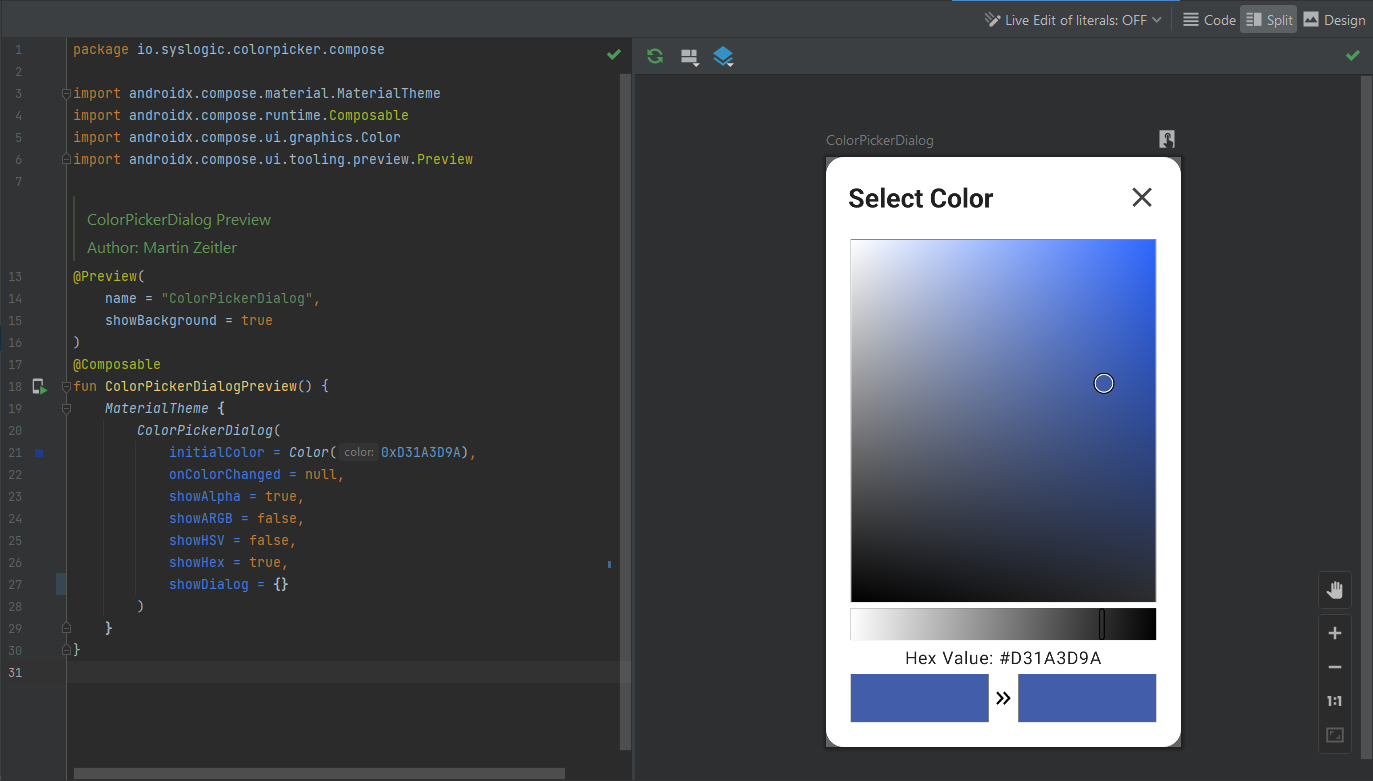 Live Edit of literals: OFF
Code
Split
Design
1 package io.syslogic.colorpicker.compose
2
3 import androidx.compose.material.MaterialTheme
4 import androidx.compose.runtime.Composable
5 import androidx.compose.ui.graphics.Color
6 import androidx.compose.ui.tooling.preview.Preview
7
ColorPickerDialog Preview
Author: Martin Zeitler
13 @Preview(
14 name = "ColorPickerDialog",
15 showBackground = true
16 )
17 @Composable
18 fun ColorPickerDialogPreview() {
19 MaterialTheme {
20 ColorPickerDialog(
21 initialColor = Color( color: 0xD31A3D9A),
22 onColorChanged = null,
23 showAlpha = true,
24 showARGB = false,
25 showHSV = false,
26 showHex = true,
27 showDialog = {}
28 )
29 }
30 }
31
ColorPickerDialog
Select Color
Hex Value: #D31A3D9A
1:1